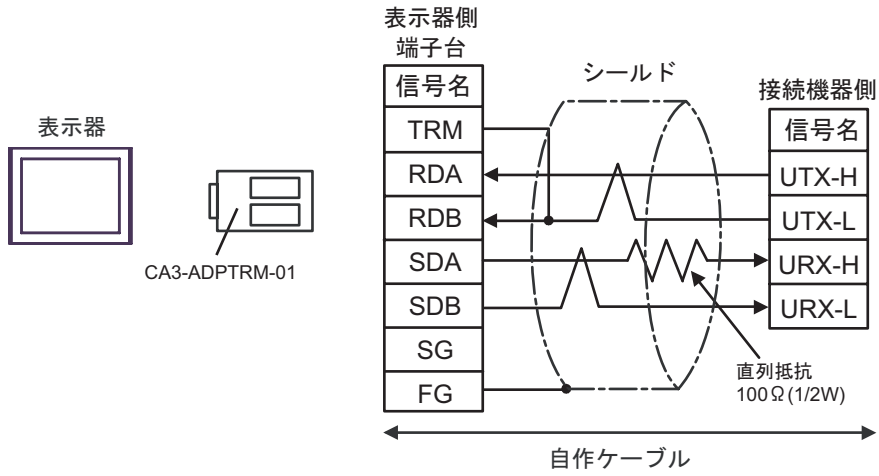 表示器側
端子台
信号名
TRM
RDA
RDB
SDA
SDB
SG
FG
シールド
接続機器側
信号名
UTX-H
UTX-L
URX-H
URX-L
表示器
CA3-ADPTRM-01
直列抵抗
100Ω(1/2W)
自作ケーブル